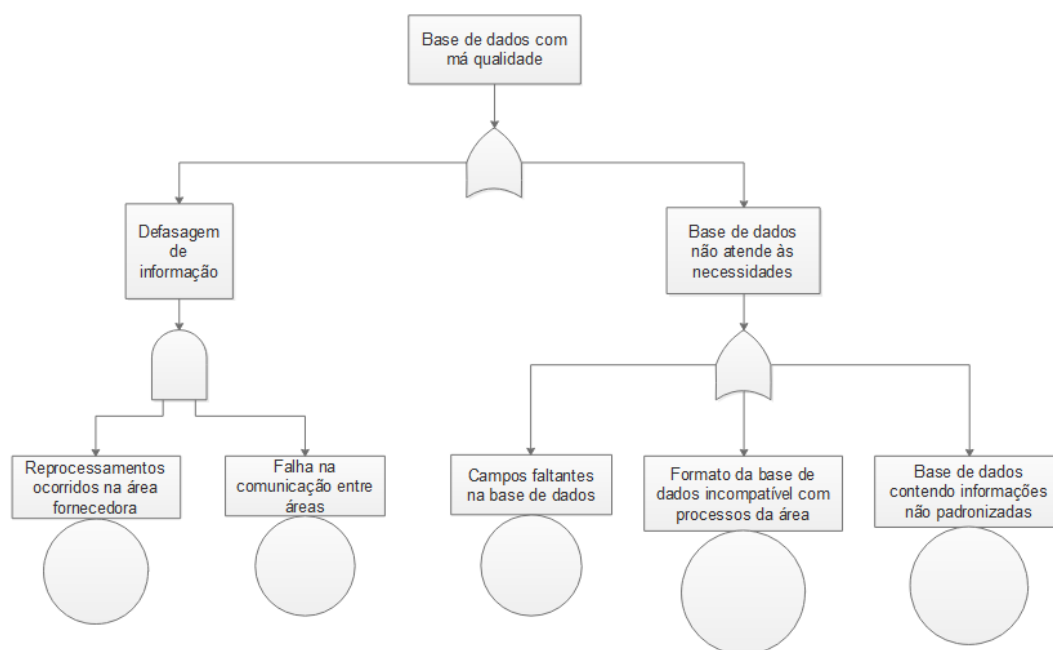 Base de dados com
má qualidade
Defasagem
de
informação
Base de dados
não atende às
necessidades
Reprocessamentos
ocorridos na área
fornecedora
Falha na
comunicação entre
áreas
Campos faltantes
na base de dados
Formato da base de
dados incompatível com
processos da área
Base de dados
contendo informações
não padronizadas